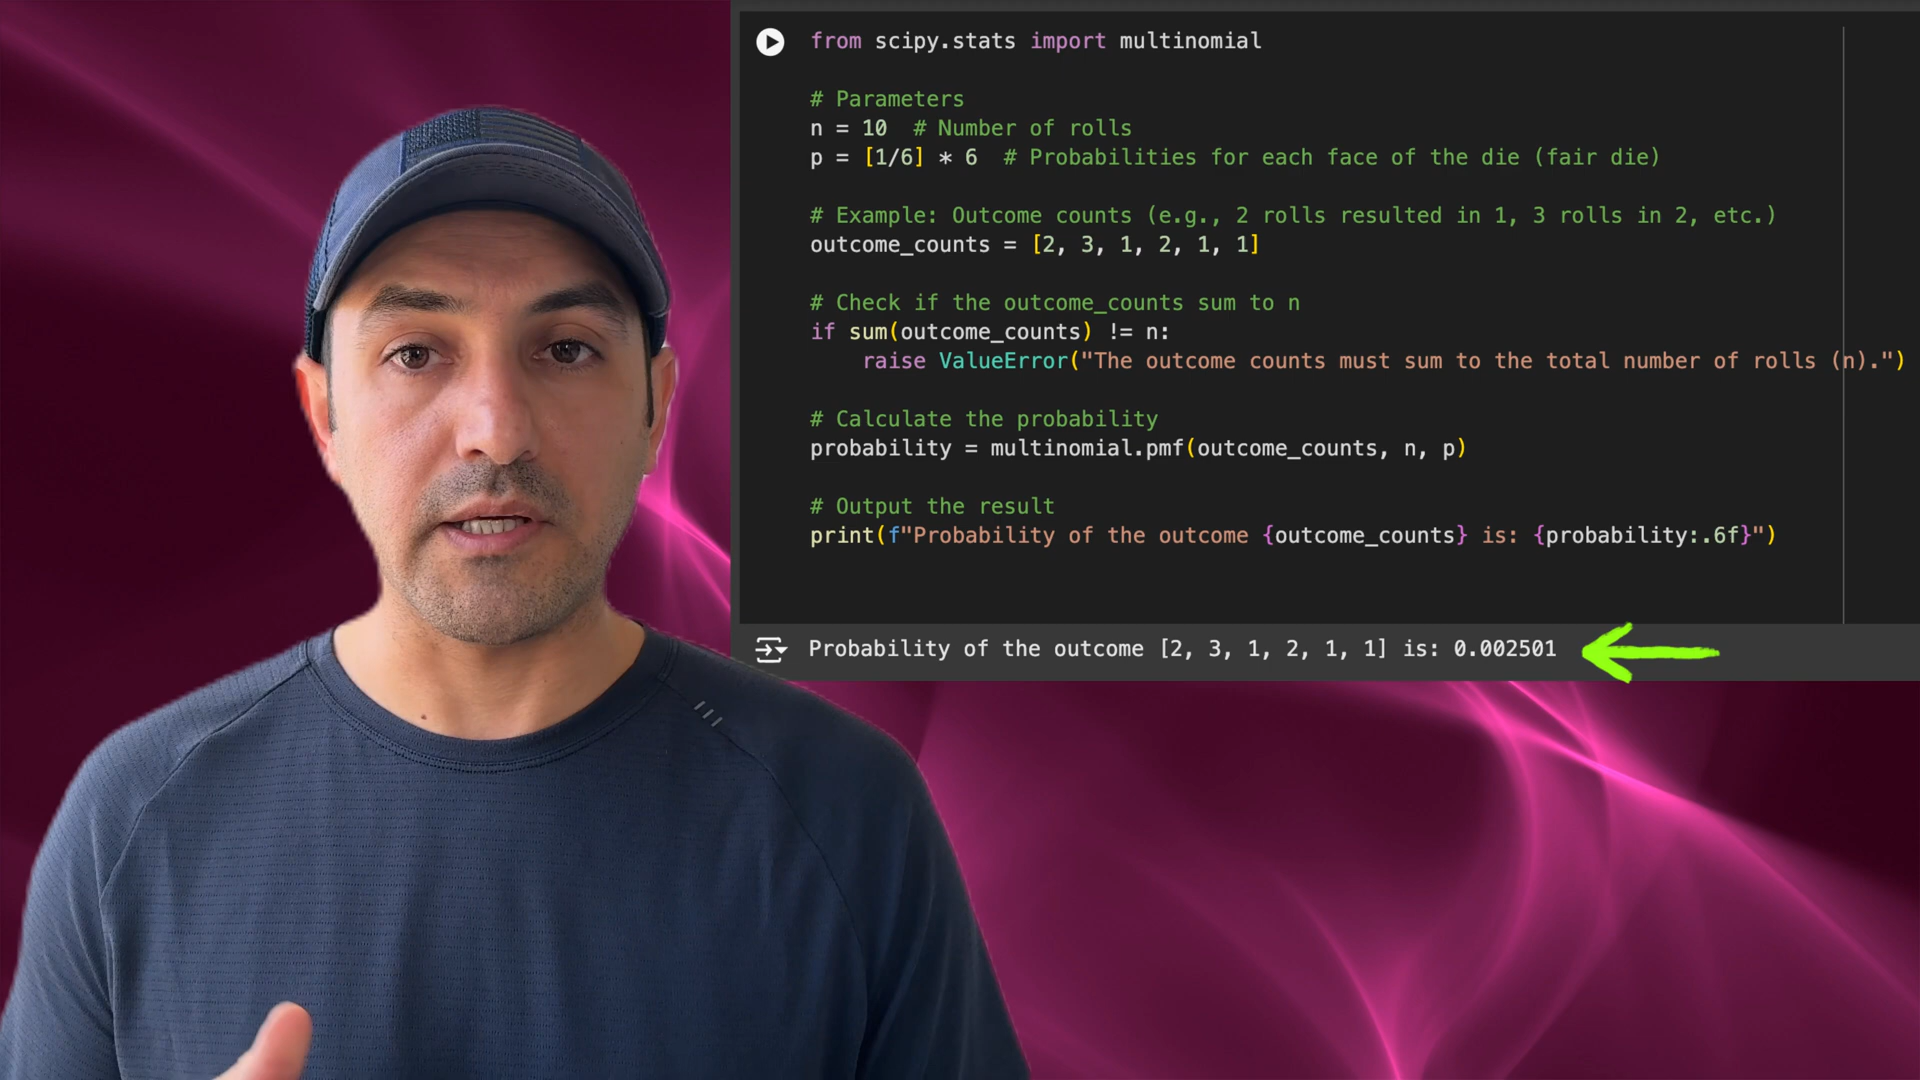 from scipy.stats import multinomial
# Parameters
n = 10  # Number of rolls
p = [1/6] * 6  # Probabilities for each face of the die (fair die)
# Example: Outcome counts (e.g., 2 rolls resulted in 1, 3 rolls in 2, etc.)
outcome_counts = [2, 3, 1, 2, 1, 1]
# Check if the outcome_counts sum to n
if sum(outcome_counts) != n:
    raise ValueError("The outcome counts must sum to the total number of rolls (n).")
# Calculate the probability
probability = multinomial.pmf(outcome_counts, n, p)
# Output the result
print(f"Probability of the outcome {outcome_counts} is: {probability:.6f}")
Probability of the outcome [2, 3, 1, 2, 1, 1] is: 0.002501